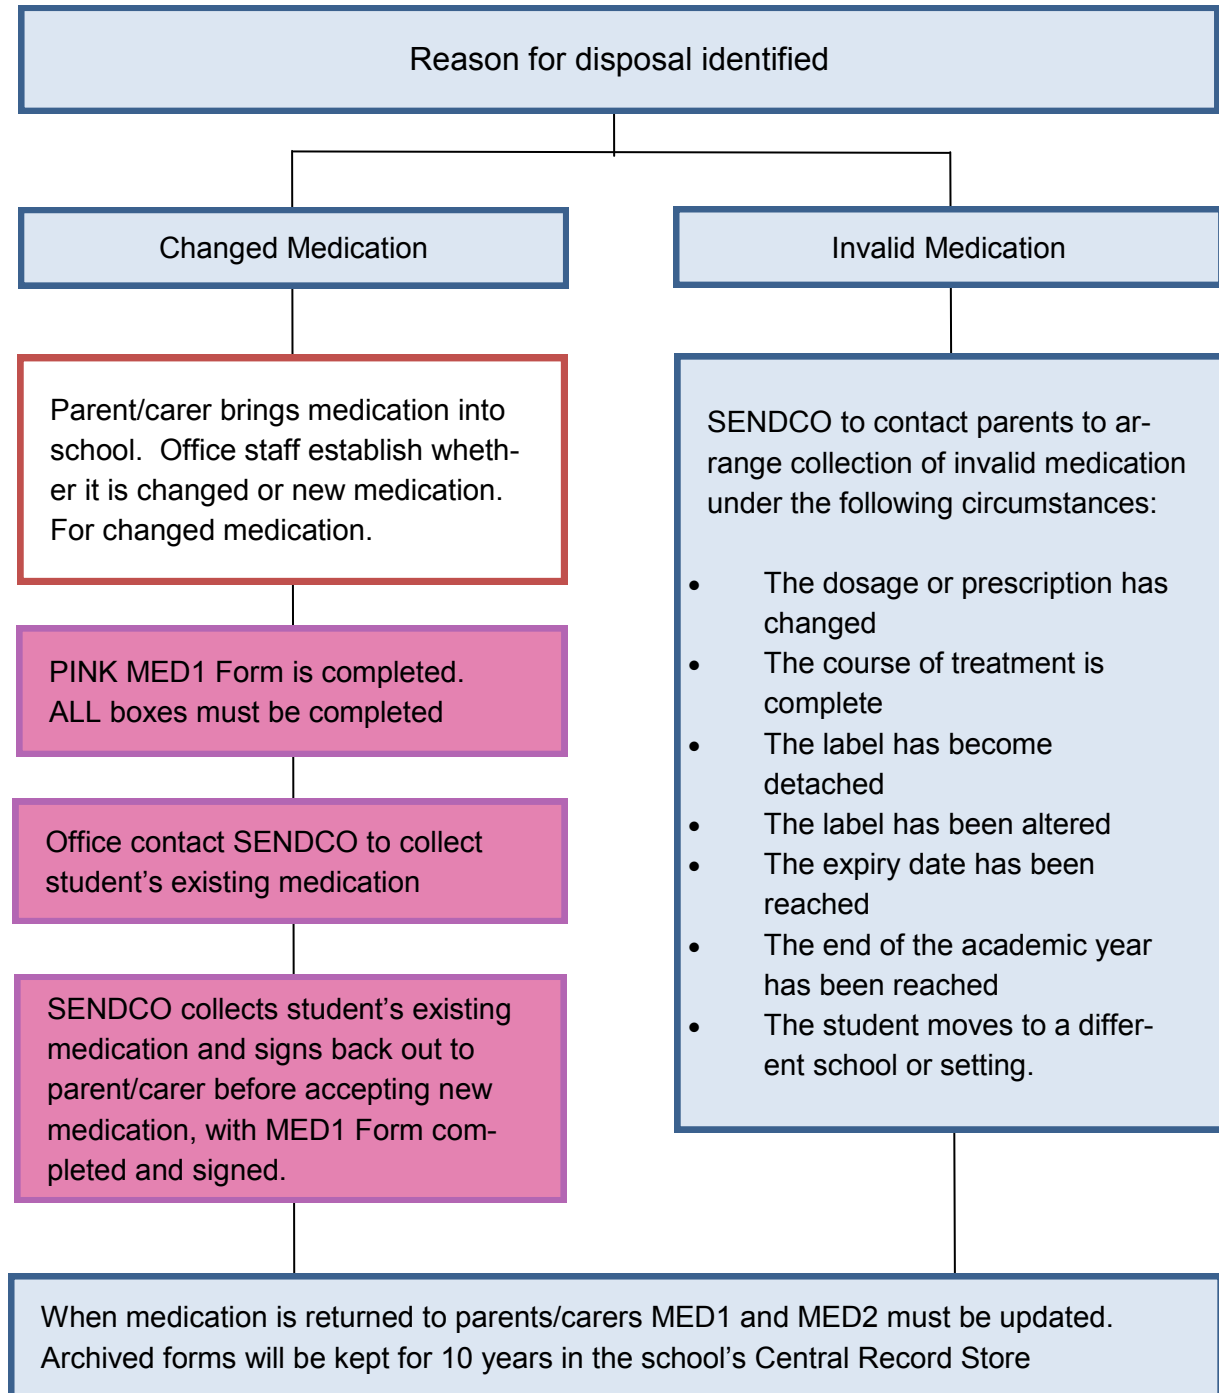 Reason for disposal identified
Changed Medication
Parent/carer brings medication into
school.  Office staff establish wheth-
er it is changed or new medication.
For changed medication.
PINK MED1 Form is completed.
ALL boxes must be completed
Office contact SENDCO to collect
student’s existing medication
SENDCO collects student’s existing
medication and signs back out to
parent/carer before accepting new
medication, with MED1 Form com-
pleted and signed.
Invalid Medication
SENDCO to contact parents to ar-
range collection of invalid medication
under the following circumstances:
• The dosage or prescription has
changed
• The course of treatment is
complete
• The label has become
detached
• The label has been altered
• The expiry date has been
reached
• The end of the academic year
has been reached
• The student moves to a differ-
ent school or setting.
When medication is returned to parents/carers MED1 and MED2 must be updated.
Archived forms will be kept for 10 years in the school’s Central Record Store